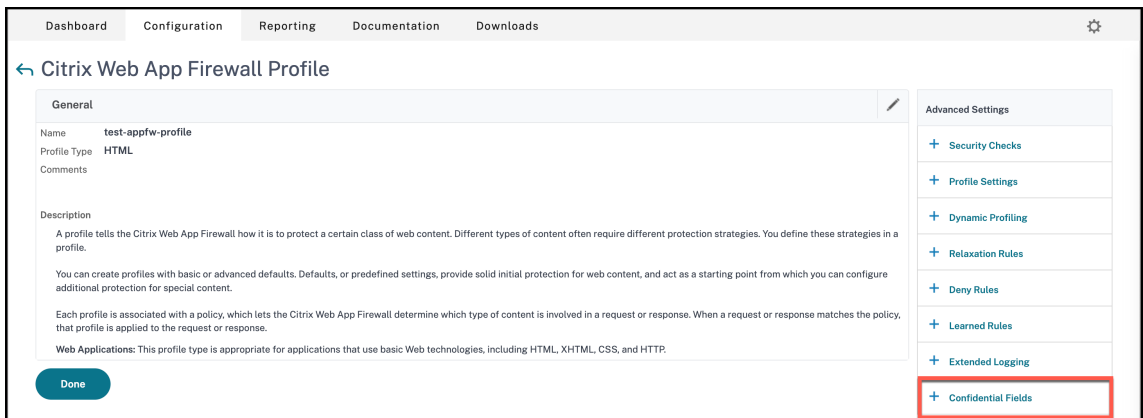 Dashboard Configuration Reporting Documentation Downloads
Citrix Web App Firewall Profile
General
Name test-appfw-profile
Profile Type HTML
Comments
Description
A profile tells the Citrix Web App Firewall how it is to protect a certain class of web content. Different types of content often require different protection strategies. You define these strategies in a
profile.
You can create profiles with basic or advanced defaults. Defaults, or predefined settings, provide solid initial protection for web content, and act as a starting point from which you can configure
additional protection for special content.
Each profile is associated with a policy, which lets the Citrix Web App Firewall determine which type of content is involved in a request or response. When a request or response matches the policy,
that profile is applied to the request or response.
Web Applications: This profile type is appropriate for applications that use basic Web technologies, including HTML, XHTML, CSS, and HTTP.
Done
Advanced Settings
+ Security Checks
+ Profile Settings
+ Dynamic Profiling
+ Relaxation Rules
+ Deny Rules
+ Learned Rules
+ Extended Logging
+ Confidential Fields